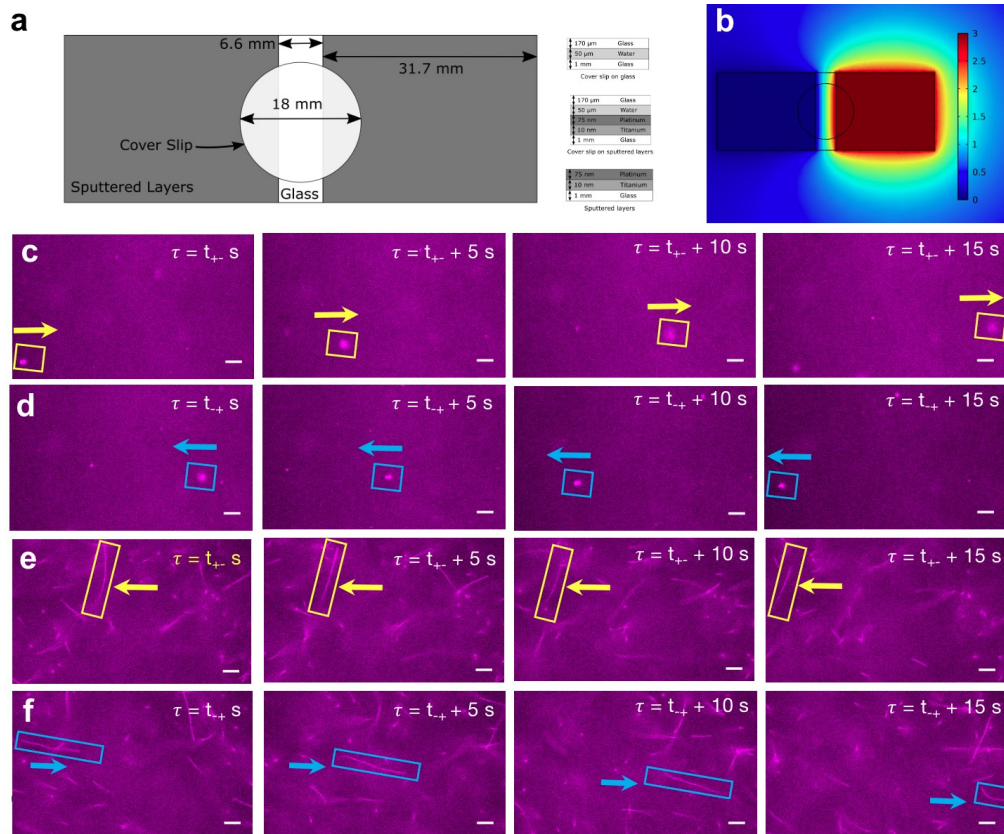 a
6.6 mm
31.7 mm
18 mm
Cover Slip
Sputtered Layers
Glass
170 µm Glass
50 µm Water
1 mm Glass
Cover slip on glass
170 µm Glass
50 µm Water
75 nm Platinum
10 nm Titanium
1 mm Glass
Cover slip on sputtered layers
75 nm Platinum
10 nm Titanium
1 mm Glass
Sputtered layers
b
3
2.5
2
1.5
1
0.5
0
c
τ = t+- s
τ = t+- + 5 s
τ = t+- + 10 s
τ = t+- + 15 s
d
τ = t-+ s
τ = t-+ + 5 s
τ = t-+ + 10 s
τ = t-+ + 15 s
e
τ = t+- s
τ = t+- + 5 s
τ = t+- + 10 s
τ = t+- + 15 s
f
τ = t-+ s
τ = t-+ + 5 s
τ = t-+ + 10 s
τ = t-+ + 15 s